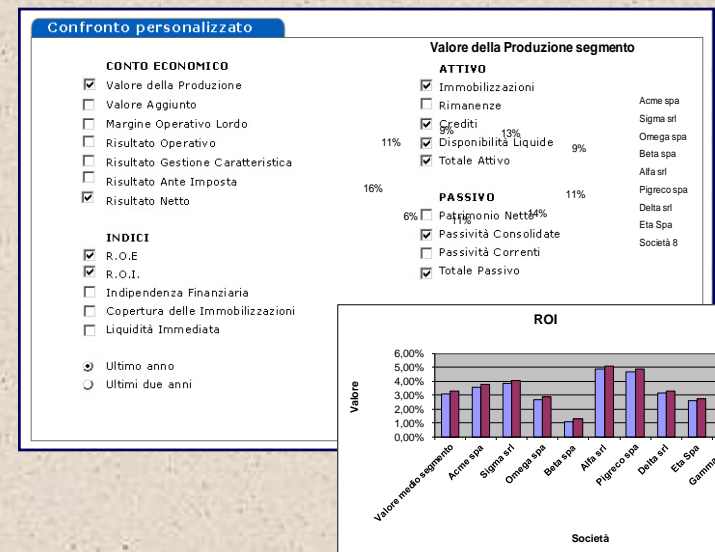 Confronto personalizzato
Valore della Produzione segmento
CONTO ECONOMICO
Valore della Produzione
Valore Aggiunto
Margine Operativo Lordo
Risultato Operativo
Risultato Gestione Caratteristica
Risultato Ante Imposta
Risultato Netto
INDICI
R.O.E
R.O.I.
Indipendenza Finanziaria
Copertura delle Immobilizzazioni
Liquidità Immediata
Ultimo anno
Ultimi due anni
ATTIVO
Immobilizzazioni
Rimanenze
Crediti
Disponibilità Liquide
Totale Attivo
PASSIVO
Patrimonio Netto
Passività Consolidate
Passività Correnti
Totale Passivo
9%
13%
11%
9%
16%
11%
6%
11%
14%
Acme spa
Sigma srl
Omega spa
Beta spa
Alfa srl
Pigreco spa
Delta srl
Eta Spa
Società 8
ROI
Valore
6,00%
5,00%
4,00%
3,00%
2,00%
1,00%
0,00%
Valore medio segmento
Acme spa
Sigma srl
Omega spa
Beta spa
Alfa srl
Pigreco spa
Delta srl
Eta Spa
Gamma
Società